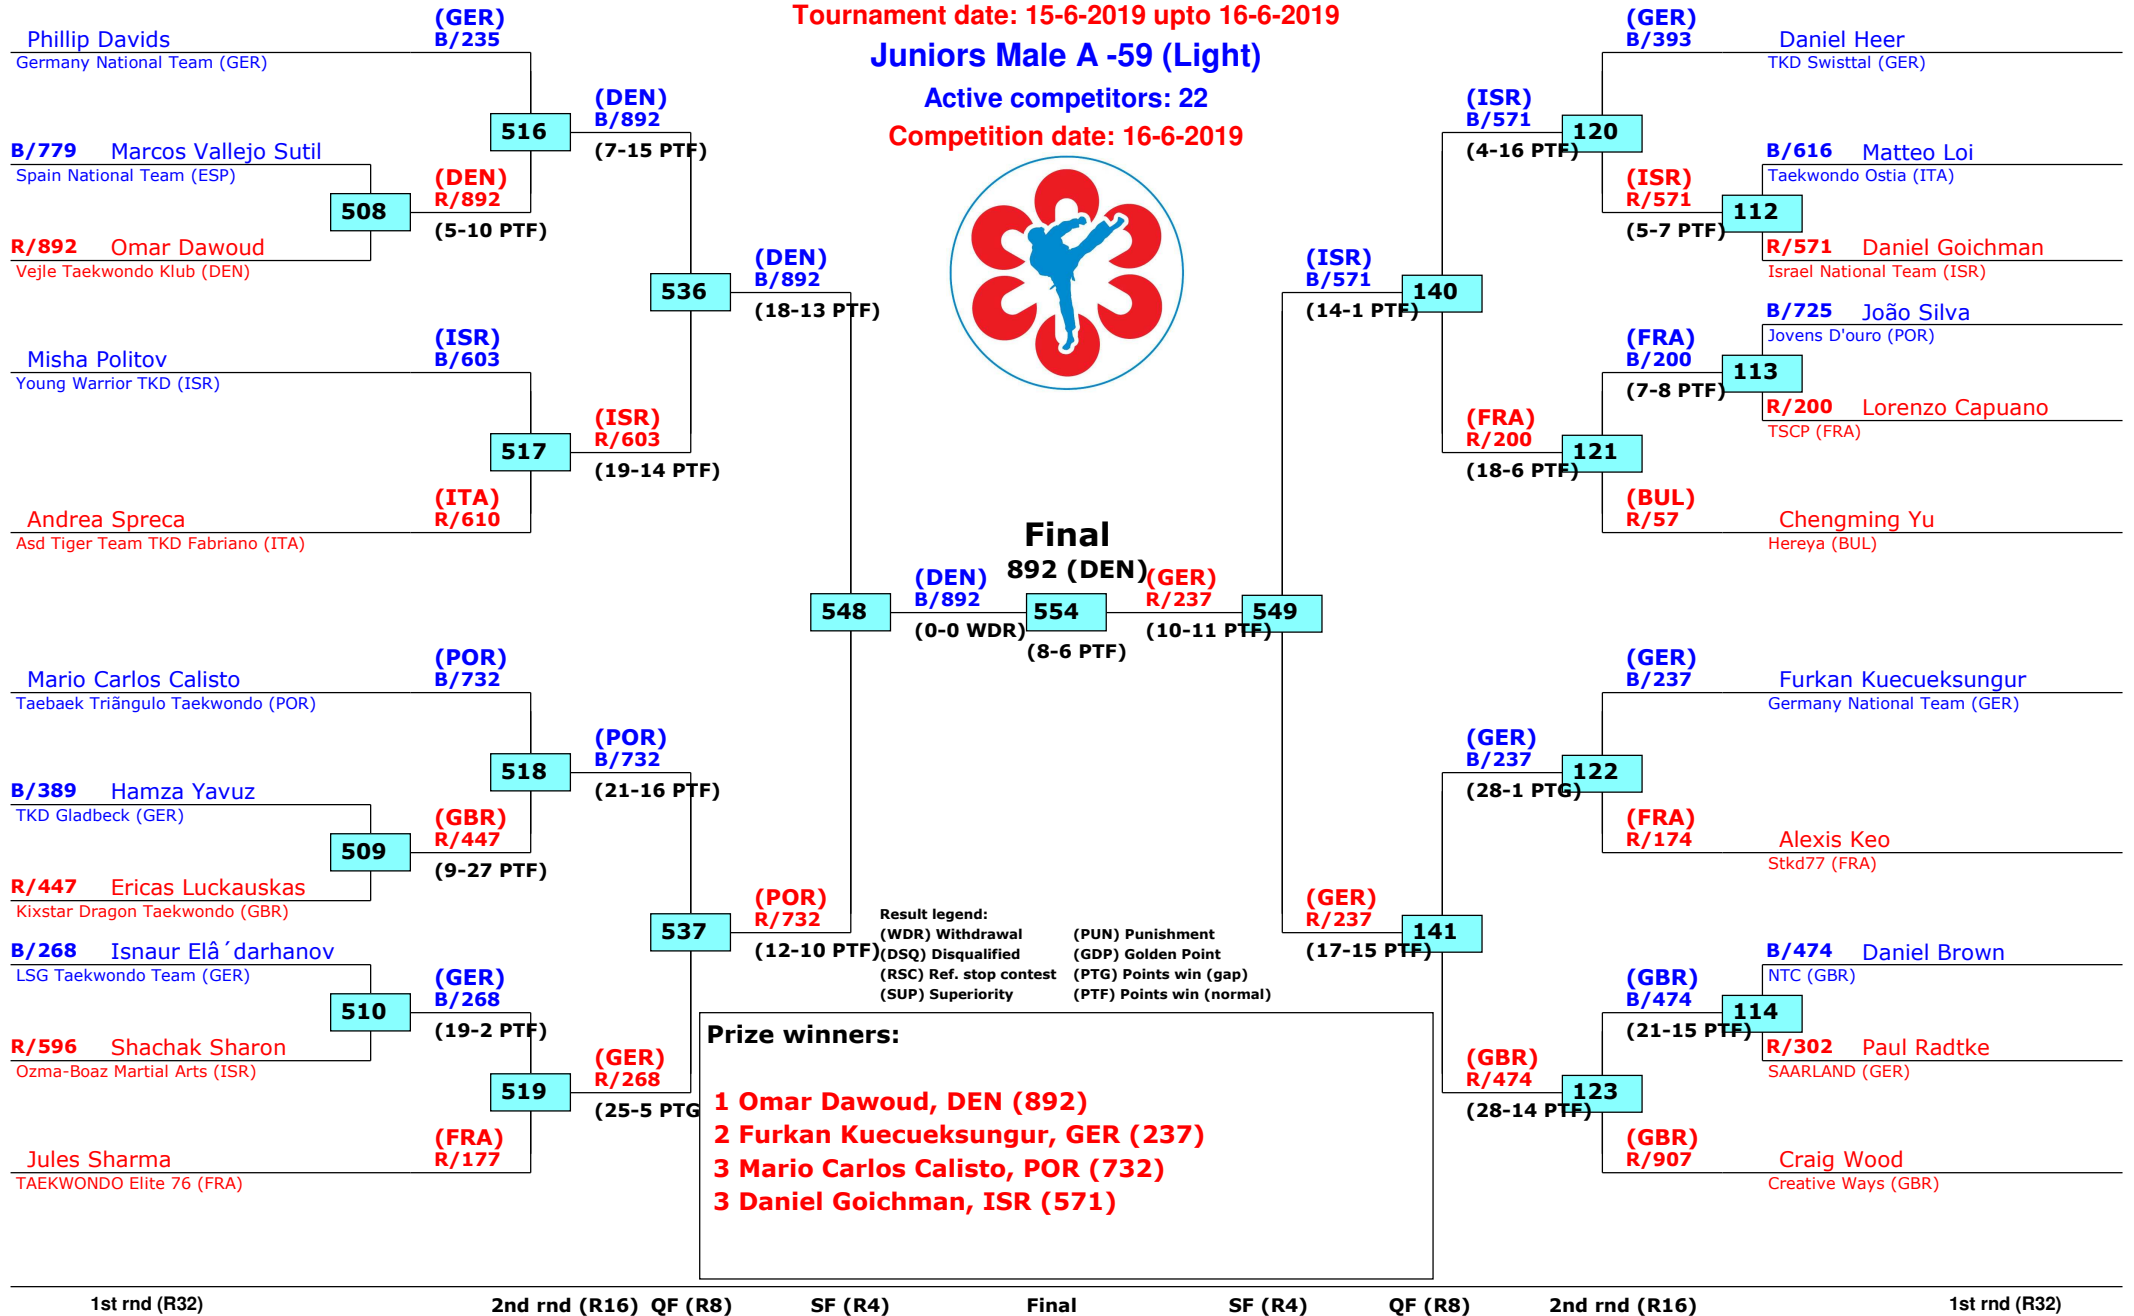 Tournament date: 15-6-2019 upto 16-6-2019
Juniors Male A -59 (Light)
Active competitors: 22
Competition date: 16-6-2019
Phillip Davids
Germany National Team (GER)
(GER)
B/235
B/779 Marcos Vallejo Sutil
Spain National Team (ESP)
508
R/892 Omar Dawoud
Vejle Taekwondo Klub (DEN)
(DEN)
R/892
(5-10 PTF)
516
(DEN)
B/892
(7-15 PTF)
Misha Politov
Young Warrior TKD (ISR)
(ISR)
B/603
517
(ISR)
R/603
(19-14 PTF)
Andrea Spreca
Asd Tiger Team TKD Fabriano (ITA)
(ITA)
R/610
536
(DEN)
B/892
(18-13 PTF)
Mario Carlos Calisto
Taebaek Triãngulo Taekwondo (POR)
(POR)
B/732
518
(POR)
B/732
(21-16 PTF)
B/389 Hamza Yavuz
TKD Gladbeck (GER)
509
R/447 Ericas Luckauskas
Kixstar Dragon Taekwondo (GBR)
(GBR)
R/447
(9-27 PTF)
B/268 Isnaur Elâ´darhanov
LSG Taekwondo Team (GER)
510
R/596 Shachak Sharon
Ozma-Boaz Martial Arts (ISR)
(GER)
B/268
(19-2 PTF)
519
(GER)
R/268
(25-5 PTG
Jules Sharma
TAEKWONDO Elite 76 (FRA)
(FRA)
R/177
537
(POR)
R/732
(12-10 PTF)
548
(DEN)
B/892
(0-0 WDR)
Final
892 (DEN)
554
(8-6 PTF)
(GER)
R/237
(10-11 PTF)
549
(ISR)
B/571
(14-1 PTF)
140
(ISR)
B/571
(4-16 PTF)
120
(GER)
B/393
Daniel Heer
TKD Swisttal (GER)
(ISR)
R/571
(5-7 PTF)
112
B/616 Matteo Loi
Taekwondo Ostia (ITA)
R/571 Daniel Goichman
Israel National Team (ISR)
(FRA)
R/200
(18-6 PTF)
121
(FRA)
B/200
(7-8 PTF)
113
B/725 João Silva
Jovens D'ouro (POR)
R/200 Lorenzo Capuano
TSCP (FRA)
(BUL)
R/57
Chengming Yu
Hereya (BUL)
(GER)
R/237
(17-15 PTF)
141
(GER)
B/237
(28-1 PTG)
122
(GER)
B/237
Furkan Kuecueksungur
Germany National Team (GER)
(FRA)
R/174
Alexis Keo
Stkd77 (FRA)
(GBR)
R/474
(28-14 PTF)
123
(GBR)
B/474
(21-15 PTF)
114
B/474 Daniel Brown
NTC (GBR)
R/302 Paul Radtke
SAARLAND (GER)
(GBR)
R/907
Craig Wood
Creative Ways (GBR)
Result legend:
(WDR) Withdrawal (PUN) Punishment
(DSQ) Disqualified (GDP) Golden Point
(RSC) Ref. stop contest (PTG) Points win (gap)
(SUP) Superiority (PTF) Points win (normal)
Prize winners:
1 Omar Dawoud, DEN (892)
2 Furkan Kuecueksungur, GER (237)
3 Mario Carlos Calisto, POR (732)
3 Daniel Goichman, ISR (571)
1st rnd (R32) 2nd rnd (R16) QF (R8) SF (R4) Final SF (R4) QF (R8) 2nd rnd (R16) 1st rnd (R32)